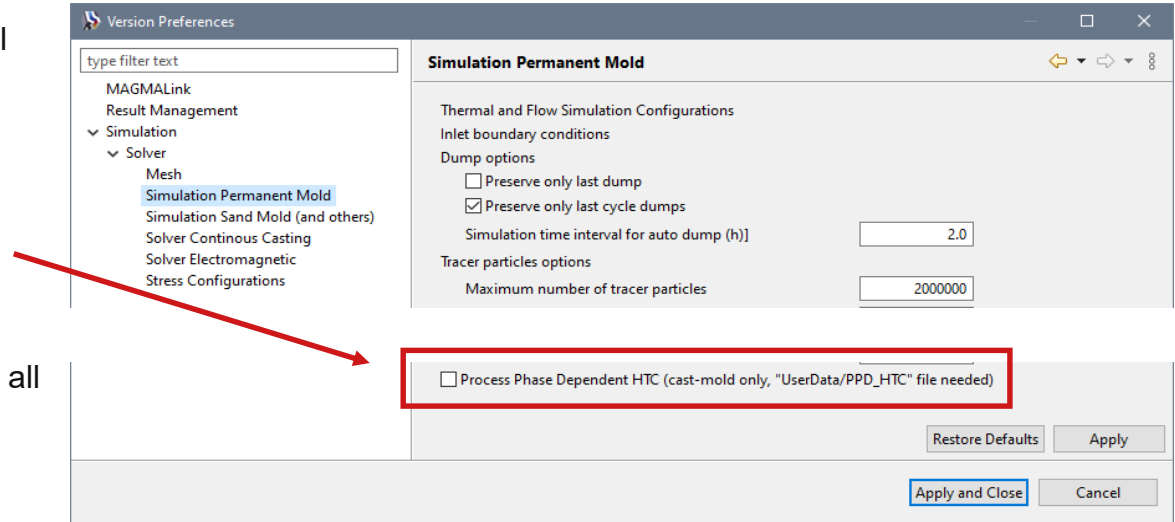 l
Version Preferences
type filter text
MAGMALink
Result Management
Simulation
Solver
Mesh
Simulation Permanent Mold
Simulation Sand Mold (and others)
Solver Continous Casting
Solver Electromagnetic
Stress Configurations
Simulation Permanent Mold
Thermal and Flow Simulation Configurations
Inlet boundary conditions
Dump options
Preserve only last dump
Preserve only last cycle dumps
Simulation time interval for auto dump (h)] 2.0
Tracer particles options
Maximum number of tracer particles 2000000
all
Process Phase Dependent HTC (cast-mold only, "UserData/PPD_HTC" file needed)
Restore Defaults Apply
Apply and Close Cancel